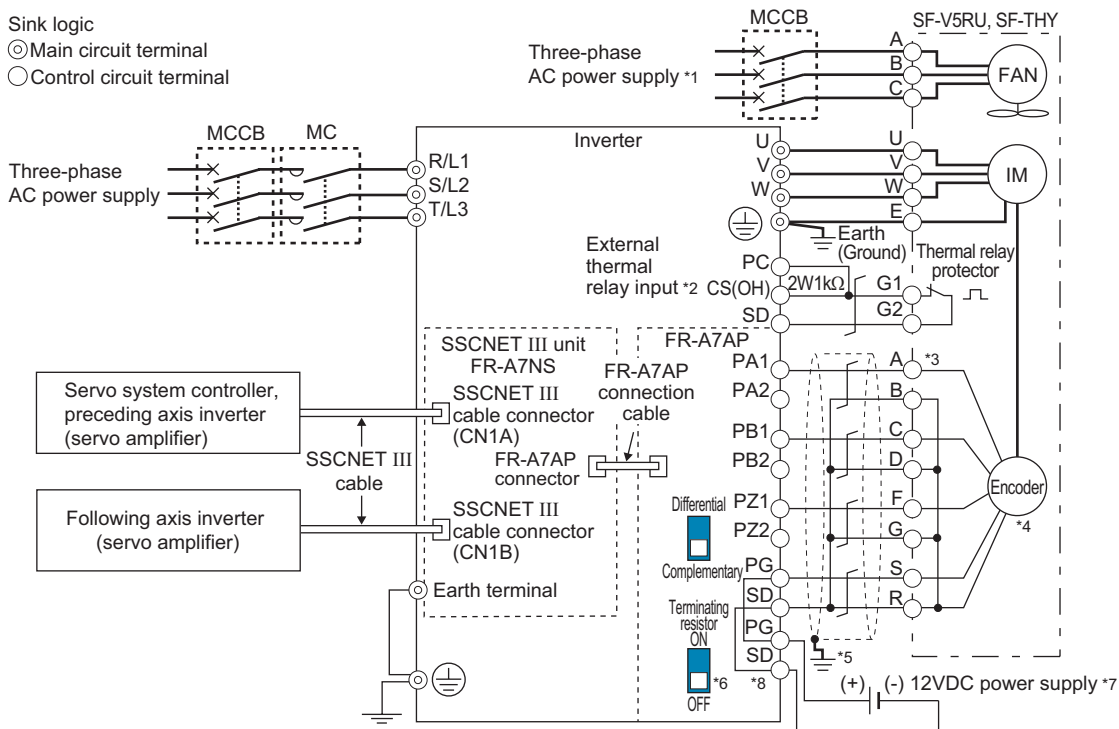 Sink logic
Main circuit terminal
Control circuit terminal
MCCB
SF-V5RU, SF-THY
Three-phase
AC power supply *1
A
B
C
FAN
MCCB
MC
Three-phase
AC power supply
R/L1
S/L2
T/L3
Inverter
U
V
W
U
V
W
E
IM
Earth
(Ground)
External
thermal
relay input *2
PC
CS(OH)
SD
2W1kΩ
G1
G2
Thermal relay
protector
SSCNET III unit
FR-A7NS
SSCNET III
cable connector
(CN1A)
FR-A7AP
FR-A7AP
connection
cable
FR-A7AP
connector
SSCNET III
cable connector
(CN1B)
Earth terminal
Servo system controller,
preceding axis inverter
(servo amplifier)
SSCNET III
cable
Following axis inverter
(servo amplifier)
PA1
PA2
PB1
PB2
PZ1
PZ2
PG
SD
PG
SD
Differential
Complementary
Terminating
resistor
ON
OFF
*6
*8
A
*3
B
C
D
F
G
S
R
Encoder
*4
*5
(+)
(-)
12VDC power supply *7